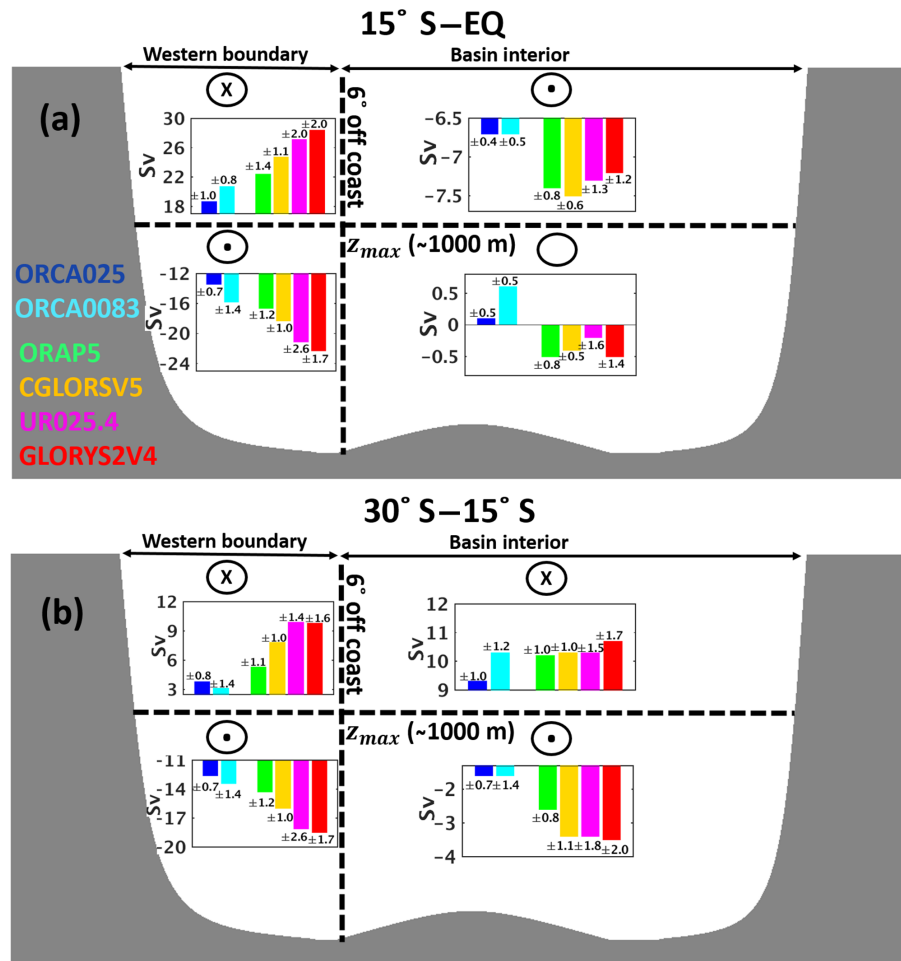 15° S—EQ
Western boundary
Basin interior
(a)
X
6° off coast
Sv
30
26
22
18
±1.0
±0.8
±1.4
±1.1
±2.0
±2.0
Sv
−6.5
−7
−7.5
±0.4
±0.5
±0.8
±0.6
±1.3
±1.2
z_max (~1000 m)
Sv
-12
-16
-20
-24
±0.7
±1.4
±1.2
±1.0
±2.6
±1.7
Sv
0.5
0
−0.5
±0.5
±0.5
±0.8
±0.5
±1.6
±1.4
ORCA025
ORCA0083
ORAP5
CGLORSV5
UR025.4
GLORYS2V4
30° S—15° S
Western boundary
Basin interior
(b)
X
X
6° off coast
Sv
12
9
6
3
±0.8
±1.4
±1.1
±1.0
±1.4
±1.6
Sv
12
11
10
9
±1.0
±1.2
±1.0
±1.0
±1.5
±1.7
z_max (~1000 m)
Sv
-11
-14
-17
-20
±0.7
±1.4
±1.2
±1.0
±2.6
±1.7
Sv
−2
−3
−4
±0.7
±1.4
±0.8
±1.1
±1.8
±2.0